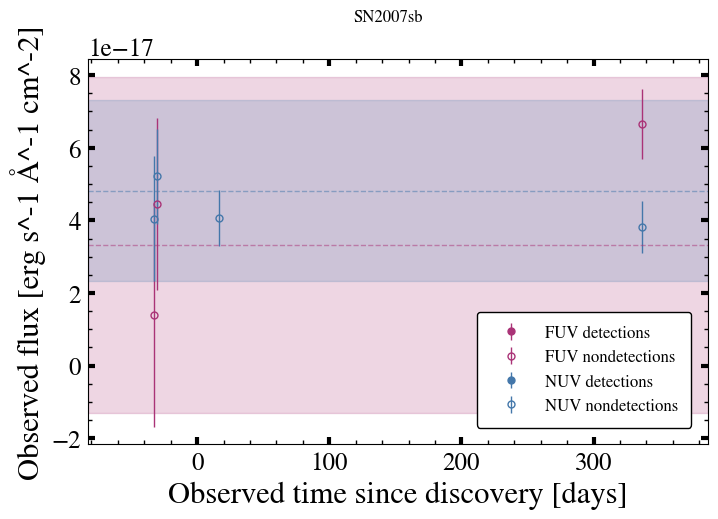 SN2007sb
1e−17
8
6
4
2
0
−2
Observed flux [erg s^-1 Å^-1 cm^-2]
0
100
200
300
Observed time since discovery [days]
FUV detections
FUV nondetections
NUV detections
NUV nondetections